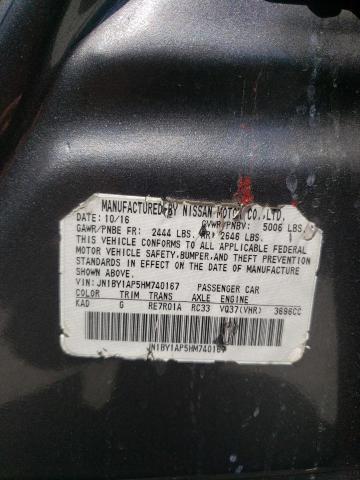 MANUFACTURED BY NISSAN MOTOR CO.,LTD.
DATE: 10/16 GVWR/PNBV: 5006 LBS
GAWR/PNBE FR: 2444 LBS. RR: 2646 LBS.
THIS VEHICLE CONFORMS TO ALL APPLICABLE FEDERAL
MOTOR VEHICLE SAFETY, BUMPER, AND THEFT PREVENTION
STANDARDS IN EFFECT ON THE DATE OF MANUFACTURE
SHOWN ABOVE.
VIN: JN1BY1AP5HM740167 PASSENGER CAR
COLOR TRIM TRANS AXLE ENGINE
KAD G RE7R01A RC33 VQ37(VHR) 3696CC
JN1BY1AP5HM740167